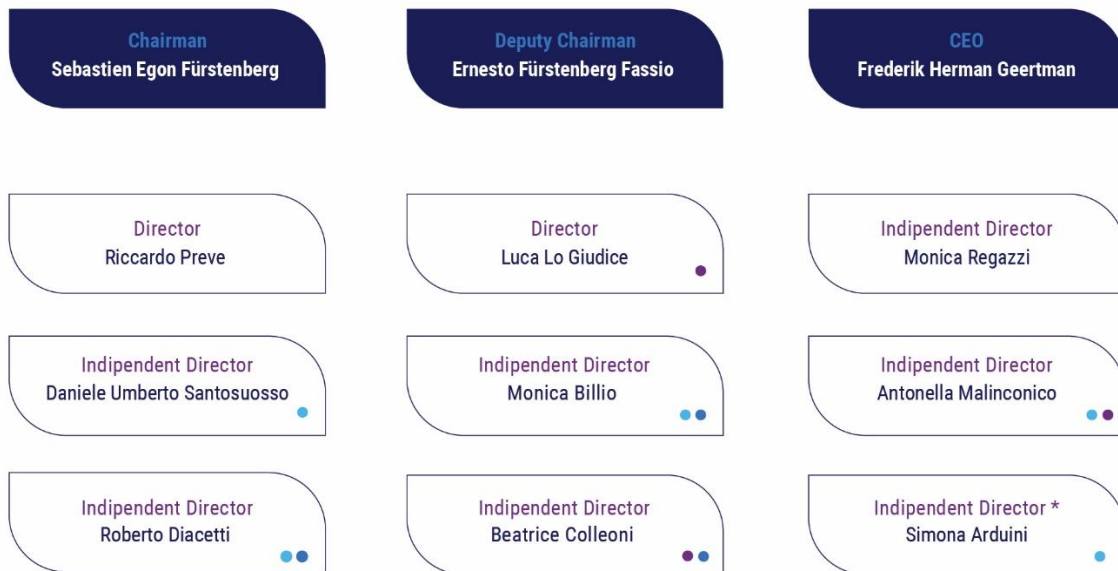 Chairman
Sebastien Egon Fürstenberg
Deputy Chairman
Ernesto Fürstenberg Fassio
CEO
Frederik Herman Geertman
Director
Riccardo Preve
Director
Luca Lo Giudice
Indipendent Director
Monica Regazzi
Indipendent Director
Daniele Umberto Santosuosso
Indipendent Director
Monica Billio
Indipendent Director
Antonella Malinconico
Indipendent Director
Roberto Diacetti
Indipendent Director
Beatrice Colleoni
Indipendent Director *
Simona Arduini